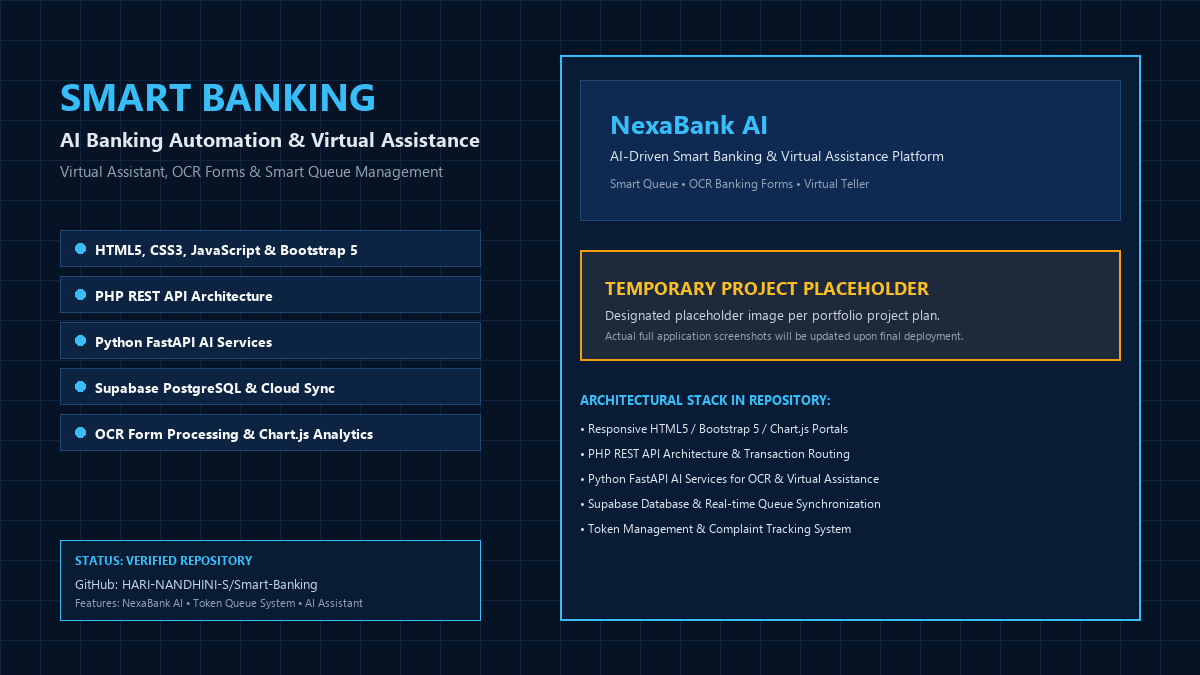 SMART BANKING
AI Banking Automation & Virtual Assistance
Virtual Assistant, OCR Forms & Smart Queue Management
HTML5, CSS3, JavaScript & Bootstrap 5
PHP REST API Architecture
Python FastAPI AI Services
Supabase PostgreSQL & Cloud Sync
OCR Form Processing & Chart.js Analytics
STATUS: VERIFIED REPOSITORY
GitHub: HARI-NANDHINI-S/Smart-Banking
Features: NexaBank AI • Token Queue System • AI Assistant
NexaBank AI
AI-Driven Smart Banking & Virtual Assistance Platform
Smart Queue • OCR Banking Forms • Virtual Teller
TEMPORARY PROJECT PLACEHOLDER
Designated placeholder image per portfolio project plan.
Actual full application screenshots will be updated upon final deployment.
ARCHITECTURAL STACK IN REPOSITORY:
• Responsive HTML5 / Bootstrap 5 / Chart.js Portals
• PHP REST API Architecture & Transaction Routing
• Python FastAPI AI Services for OCR & Virtual Assistance
• Supabase Database & Real-time Queue Synchronization
• Token Management & Complaint Tracking System